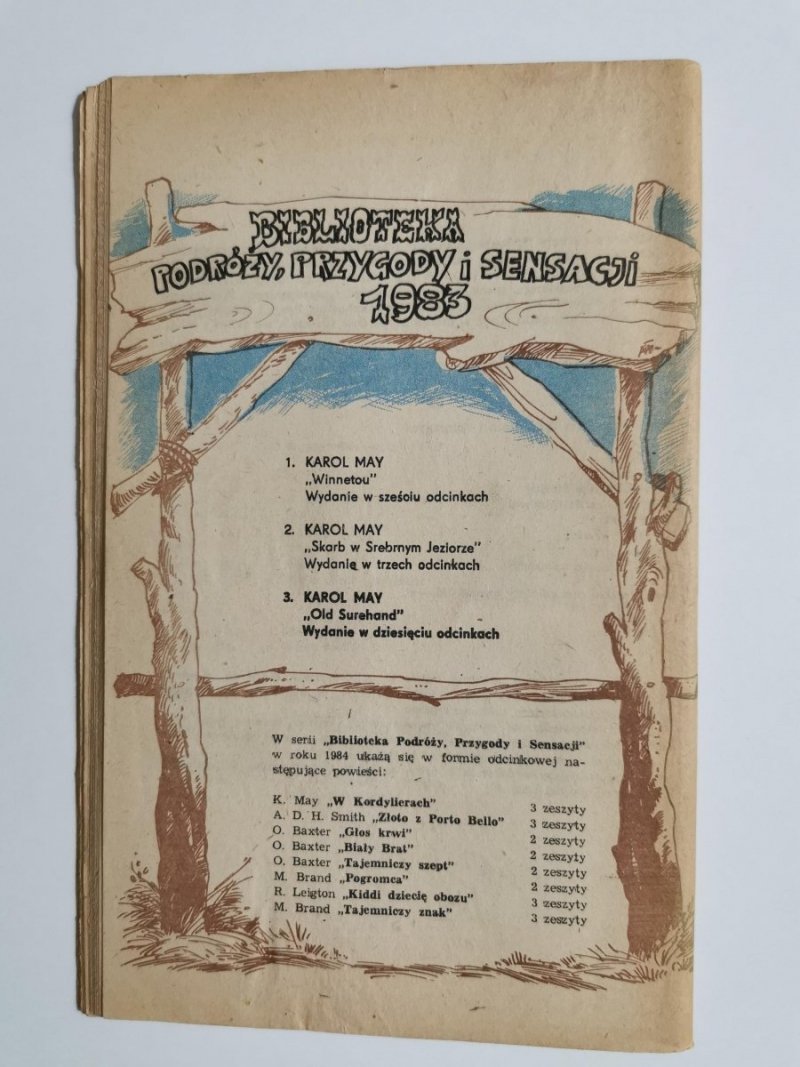 BIBLIOTEKA
PODRÓŻY, PRZYGODY i SENSACJI
1983
1. KAROL MAY
„Winnetou"
Wydanie w sześciu odcinkach
2. KAROL MAY
„Skarb w Srebrnym Jeziorze"
Wydanie w trzech odcinkach
3. KAROL MAY
„Old Surehand"
Wydanie w dziesięciu odcinkach
W serii „Biblioteka Podróży, Przygody i Sensacji"
w roku 1984 ukażą się w formie odcinkowej na-
stępujące powieści:
K. May „W Kordylierach" 3 zeszyty
A. D. H. Smith „Złoto z Porto Bello" 3 zeszyty
O. Baxter „Głos krwi" 2 zeszyty
O. Baxter „Biały Brat" 2 zeszyty
O. Baxter „Tajemniczy szept" 2 zeszyty
M. Brand „Pogromca" 2 zeszyty
R. Leigton „Kiddi dziecię obozu" 3 zeszyty
M. Brand „Tajemniczy znak" 3 zeszyty